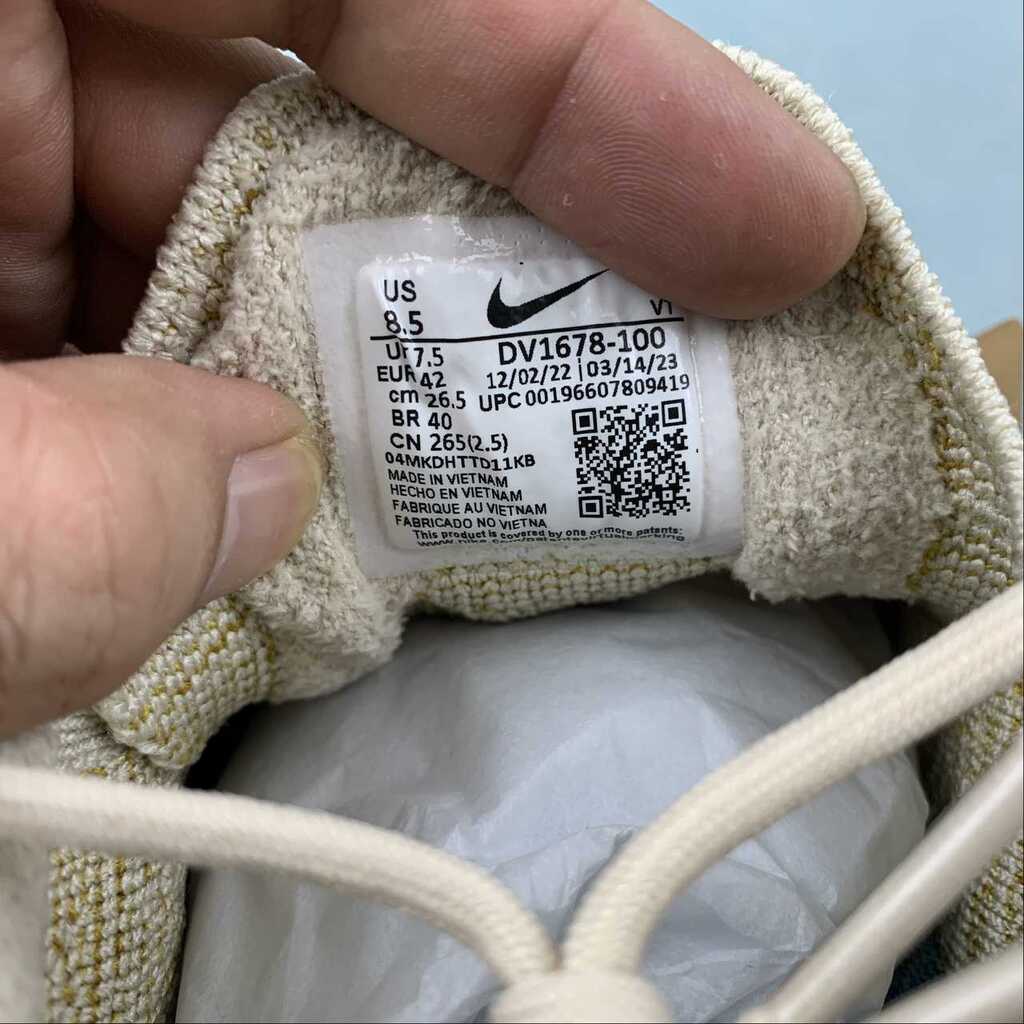 US
8.5
V1
UK 7.5
DV1678-100
EUR 42
12/02/22 | 03/14/23
cm 26.5
UPC 00196607809419
BR 40
CN 265(2.5)
04MKDHTTD11KB
MADE IN VIETNAM
HECHO EN VIETNAM
FABRIQUE AU VIETNAM
FABRICADO NO VIETNA
This product is covered by one or more patents: